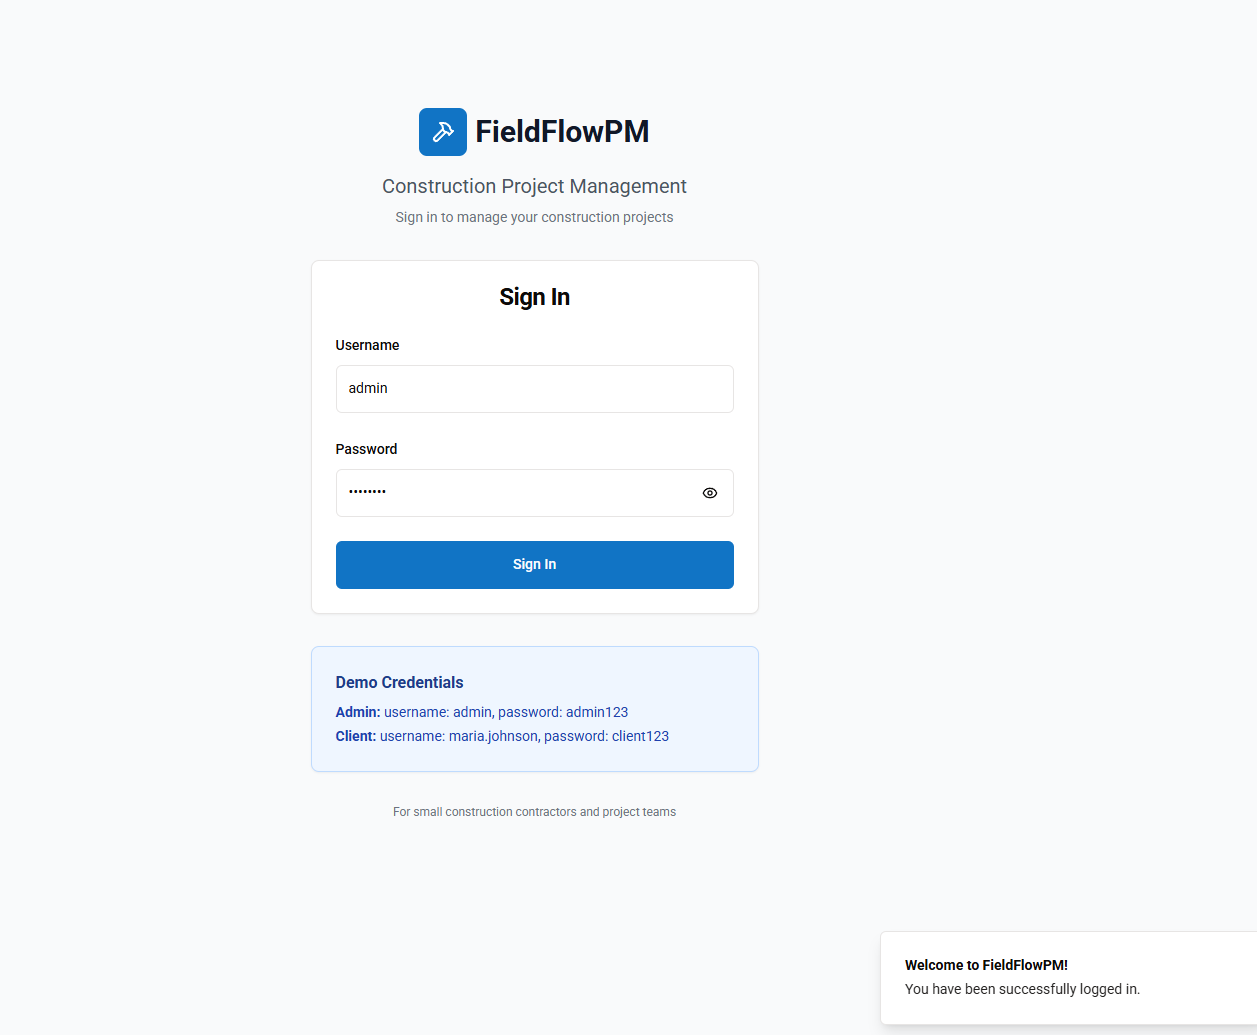 FieldFlowPM
Construction Project Management
Sign in to manage your construction projects
Sign In
Username
admin
Password
••••••••
Sign In
Demo Credentials
Admin: username: admin, password: admin123
Client: username: maria.johnson, password: client123
For small construction contractors and project teams
Welcome to FieldFlowPM!
You have been successfully logged in.